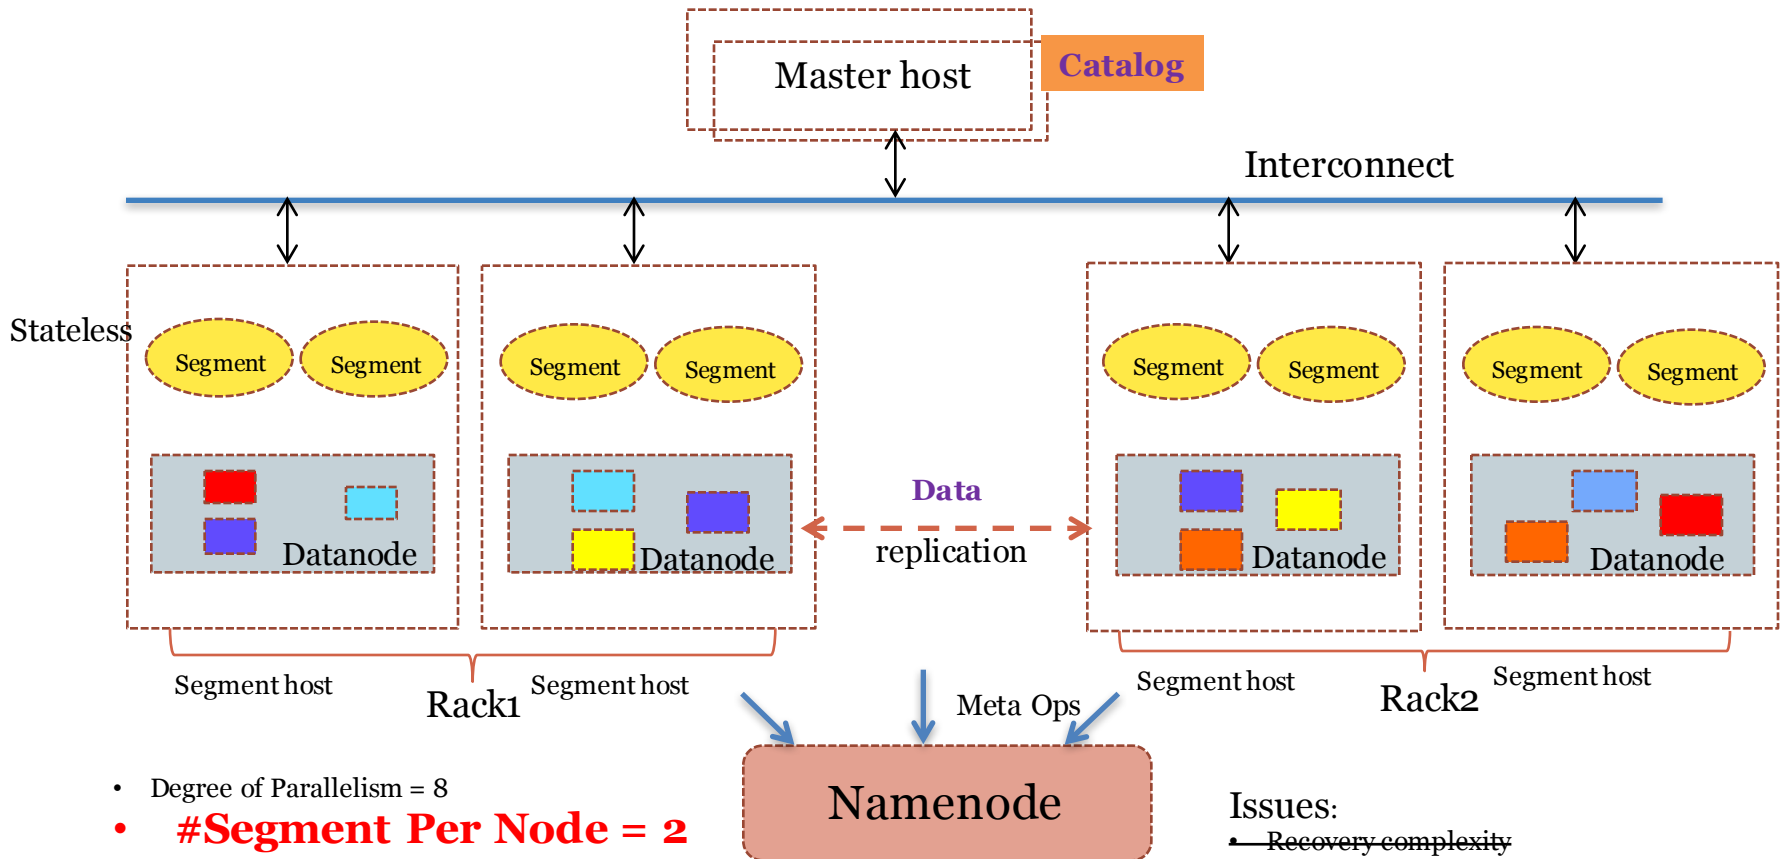 Master host
Catalog
Interconnect
Stateless
Segment
Segment
Segment
Segment
Segment
Segment
Segment
Segment
Datanode
Datanode
Data
replication
Datanode
Datanode
Segment host
Segment host
Rack1
Segment host
Segment host
Rack2
Meta Ops
Namenode
• Degree of Parallelism = 8
• #Segment Per Node = 2
Issues:
• Recovery complexity